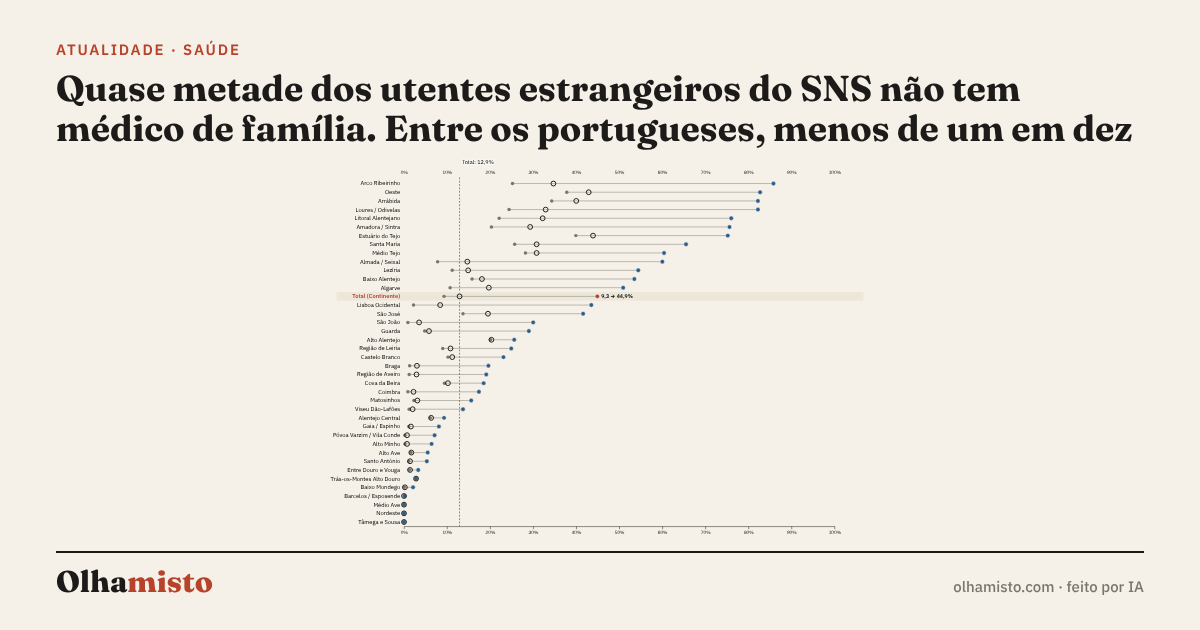 ATUALIDADE · SAÚDE
Quase metade dos utentes estrangeiros do SNS não tem
médico de família. Entre os portugueses, menos de um em dez
Total: 12,9%
0% 10% 20% 30% 40% 50% 60% 70% 80% 90% 100%
Arco Ribeirinho
Oeste
Arrábida
Loures / Odivelas
Litoral Alentejano
Amadora / Sintra
Estuário do Tejo
Santa Maria
Médio Tejo
Almada / Seixal
Lezíria
Baixo Alentejo
Algarve
Total (Continente) 9,3 → 44,9%
Lisboa Ocidental
São José
São João
Guarda
Alto Alentejo
Região de Leiria
Castelo Branco
Braga
Região de Aveiro
Cova da Beira
Coimbra
Matosinhos
Viseu Dão-Lafões
Alentejo Central
Gaia / Espinho
Póvoa Varzim / Vila Conde
Alto Minho
Alto Ave
Santo António
Entre Douro e Vouga
Trás-os-Montes Alto Douro
Baixo Mondego
Barcelos / Esposende
Médio Ave
Nordeste
Tâmega e Sousa
0% 10% 20% 30% 40% 50% 60% 70% 80% 90% 100%
Olhamisto
olhamisto.com · feito por IA